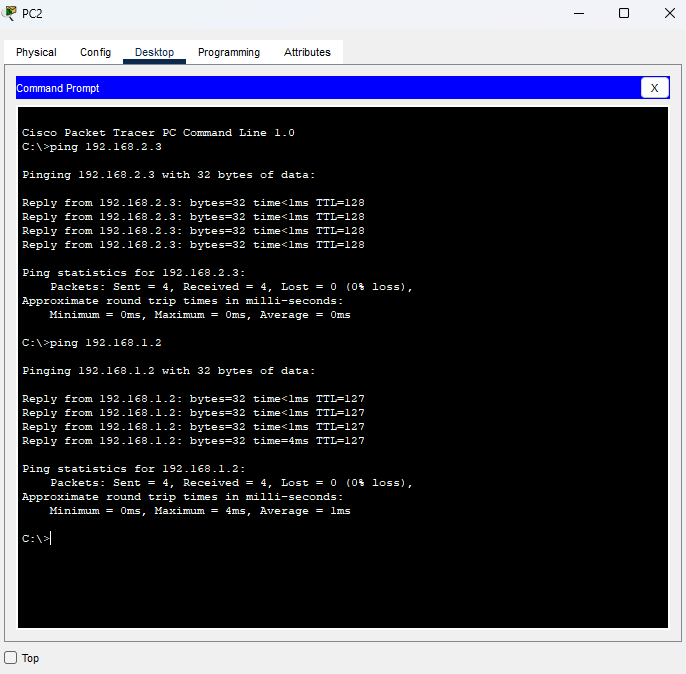 PC2
Physical Config Desktop Programming Attributes
Command Prompt X
Cisco Packet Tracer PC Command Line 1.0
C:\>ping 192.168.2.3
Pinging 192.168.2.3 with 32 bytes of data:
Reply from 192.168.2.3: bytes=32 time<1ms TTL=128
Reply from 192.168.2.3: bytes=32 time<1ms TTL=128
Reply from 192.168.2.3: bytes=32 time<1ms TTL=128
Reply from 192.168.2.3: bytes=32 time<1ms TTL=128
Ping statistics for 192.168.2.3:
Packets: Sent = 4, Received = 4, Lost = 0 (0% loss),
Approximate round trip times in milli-seconds:
Minimum = 0ms, Maximum = 0ms, Average = 0ms
C:\>ping 192.168.1.2
Pinging 192.168.1.2 with 32 bytes of data:
Reply from 192.168.1.2: bytes=32 time<1ms TTL=127
Reply from 192.168.1.2: bytes=32 time<1ms TTL=127
Reply from 192.168.1.2: bytes=32 time<1ms TTL=127
Reply from 192.168.1.2: bytes=32 time=4ms TTL=127
Ping statistics for 192.168.1.2:
Packets: Sent = 4, Received = 4, Lost = 0 (0% loss),
Approximate round trip times in milli-seconds:
Minimum = 0ms, Maximum = 4ms, Average = 1ms
C:\>
Top